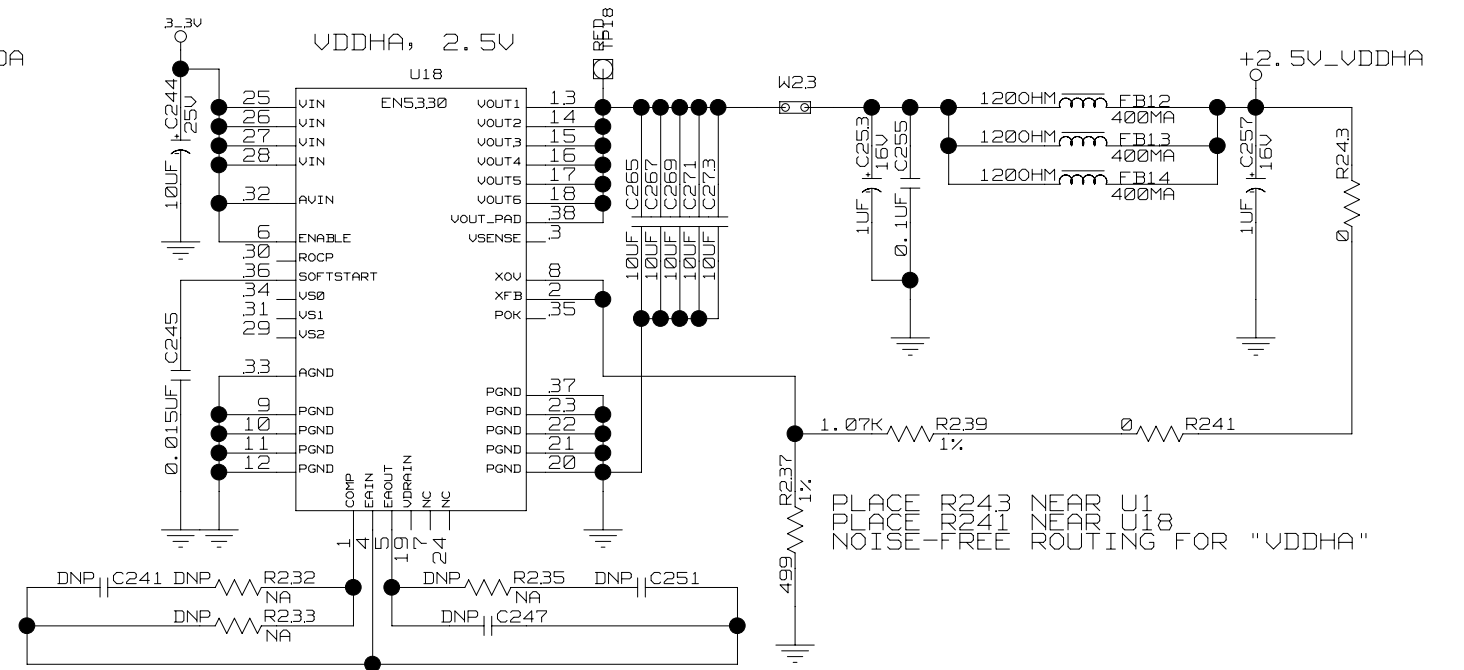 DA
3_3V
VDDHA, 2.5V
U18
EN5330
RED
TP18
C244
25V
10UF
25
VIN
26
VIN
27
VIN
28
VIN
32
AVIN
6
ENABLE
30
ROCP
36
SOFTSTART
34
VS0
31
VS1
29
VS2
33
AGND
9
PGND
10
PGND
11
PGND
12
PGND
C245
0.015UF
VOUT1
13
VOUT2
14
VOUT3
15
VOUT4
16
VOUT5
17
VOUT6
18
VOUT_PAD
38
VSENSE
3
XOV
8
XFB
2
POK
35
PGND
37
PGND
23
PGND
22
PGND
21
PGND
20
COMP
EAIN
EAOUT
VDRAIN
NC
NC
1
4
5
19
7
24
C265
C267
C269
C271
C273
10UF
10UF
10UF
10UF
10UF
W23
C253
16V
1UF
C255
0.1UF
120OHM
FB12
400MA
120OHM
FB13
400MA
120OHM
FB14
400MA
+2.5V_VDDHA
C257
16V
1UF
R243
0
1.07K
R239
1%
0
R241
R237
1%
499
PLACE R243 NEAR U1
PLACE R241 NEAR U18
NOISE-FREE ROUTING FOR "VDDHA"
DNP
C241
DNP
R232
NA
DNP
R233
NA
DNP
R235
NA
DNP
C251
DNP
C247